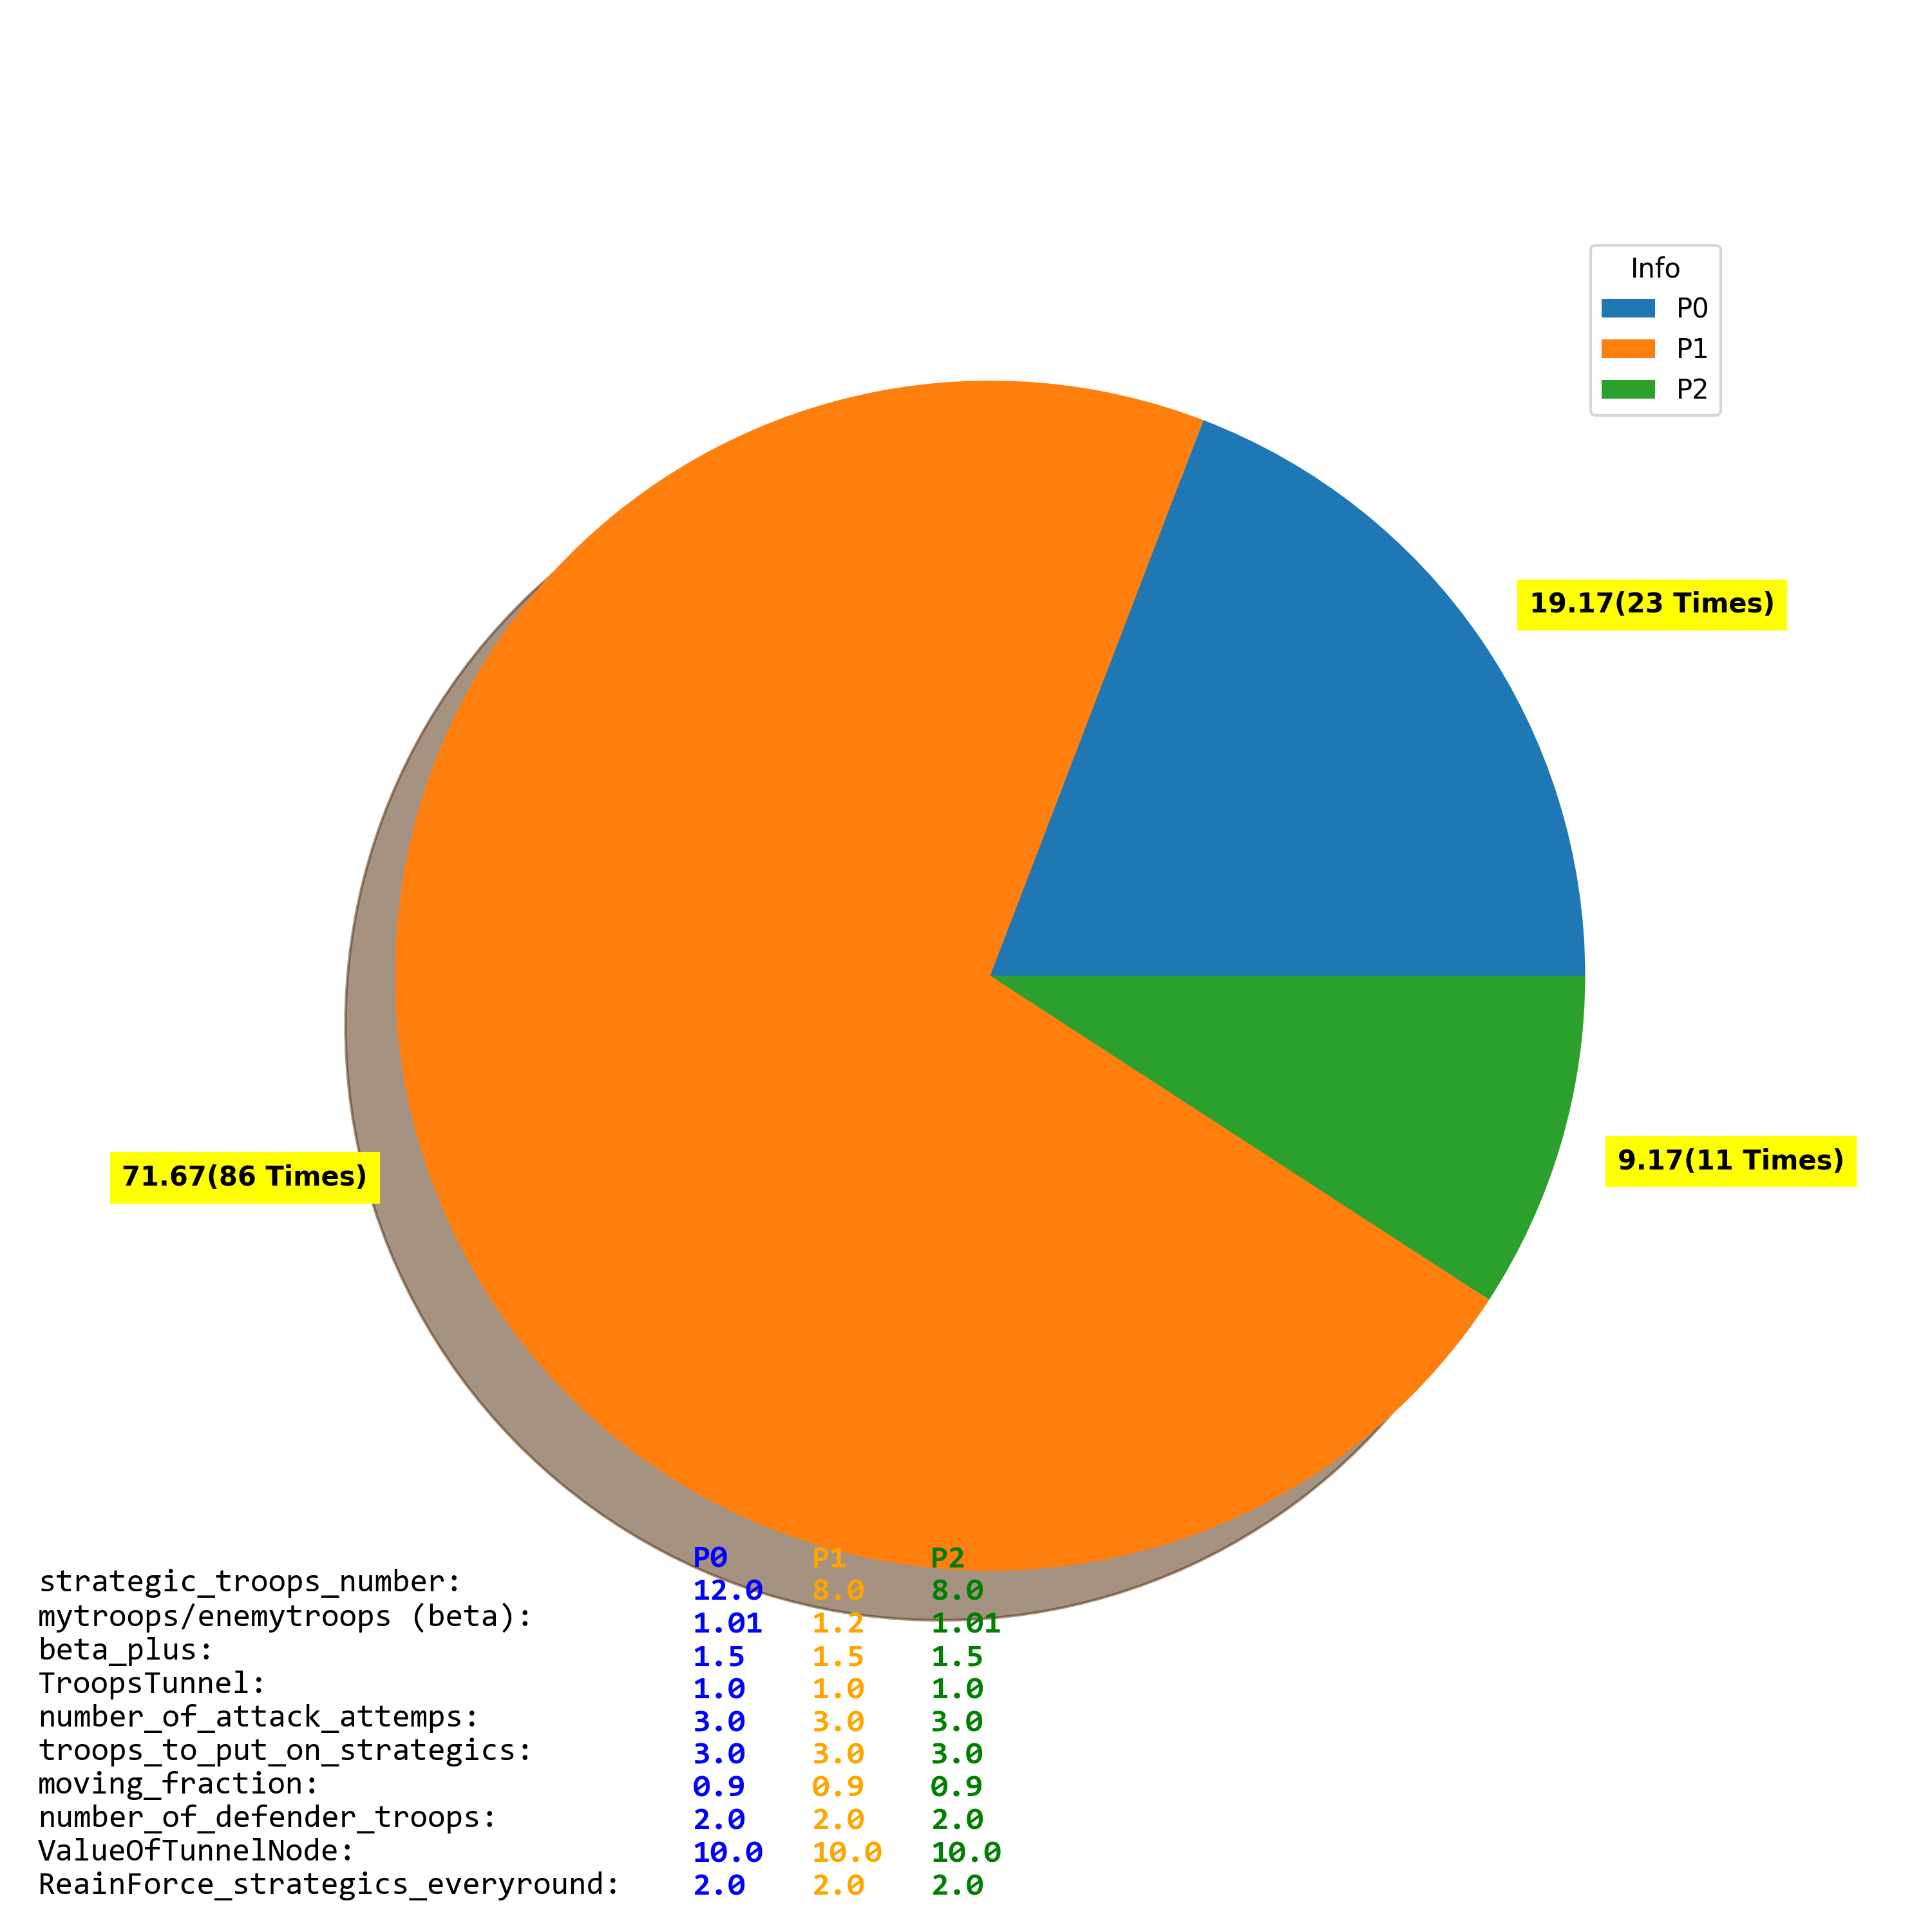 Info
P0
P1
P2
19.17(23 Times)
9.17(11 Times)
71.67(86 Times)
P0 P1 P2
strategic_troops_number: 12.0 8.0 8.0
mytroops/enemytroops (beta): 1.01 1.2 1.01
beta_plus: 1.5 1.5 1.5
TroopsTunnel: 1.0 1.0 1.0
number_of_attack_attemps: 3.0 3.0 3.0
troops_to_put_on_strategics: 3.0 3.0 3.0
moving_fraction: 0.9 0.9 0.9
number_of_defender_troops: 2.0 2.0 2.0
ValueOfTunnelNode: 10.0 10.0 10.0
ReainForce_strategics_everyround: 2.0 2.0 2.0